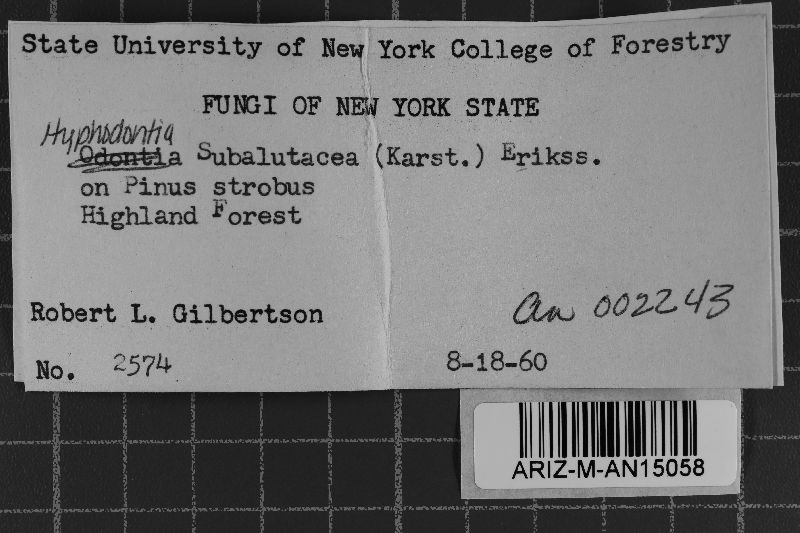 State University of New York College of Forestry
FUNGI OF NEW YORK STATE
Hyphodontia
Odontia Subalutacea (Karst.) Erikss.
on Pinus strobus
Highland Forest
Robert L. Gilbertson
an 002243
No. 2574
8-18-60
ARIZ-M-AN15058